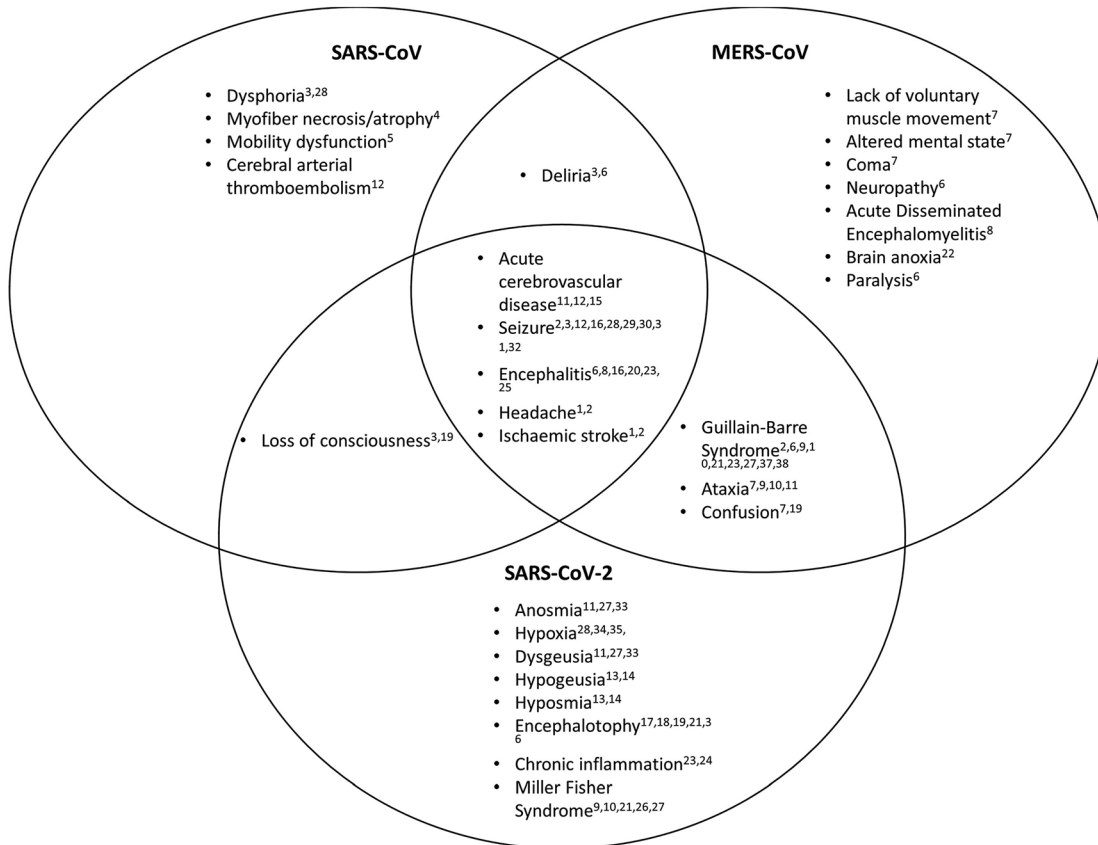 SARS-CoV
• Dysphoria3,28
• Myofiber necrosis/atrophy4
• Mobility dysfunction5
• Cerebral arterial
thromboembolism12
MERS-CoV
• Lack of voluntary
muscle movement7
• Altered mental state7
• Coma7
• Neuropathy6
• Acute Disseminated
Encephalomyelitis8
• Brain anoxia22
• Paralysis6
• Deliria3,6
• Acute
cerebrovascular
disease11,12,15
• Seizure2,3,12,16,28,29,30,3
1,32
• Encephalitis6,8,16,20,23,
25
• Headache1,2
• Ischaemic stroke1,2
• Loss of consciousness3,19
• Guillain-Barre
Syndrome2,6,9,1
0,21,23,27,37,38
• Ataxia7,9,10,11
• Confusion7,19
SARS-CoV-2
• Anosmia11,27,33
• Hypoxia28,34,35,
• Dysgeusia11,27,33
• Hypogeusia13,14
• Hyposmia13,14
• Encephalotophy17,18,19,21,3
6
• Chronic inflammation23,24
• Miller Fisher
Syndrome9,10,21,26,27